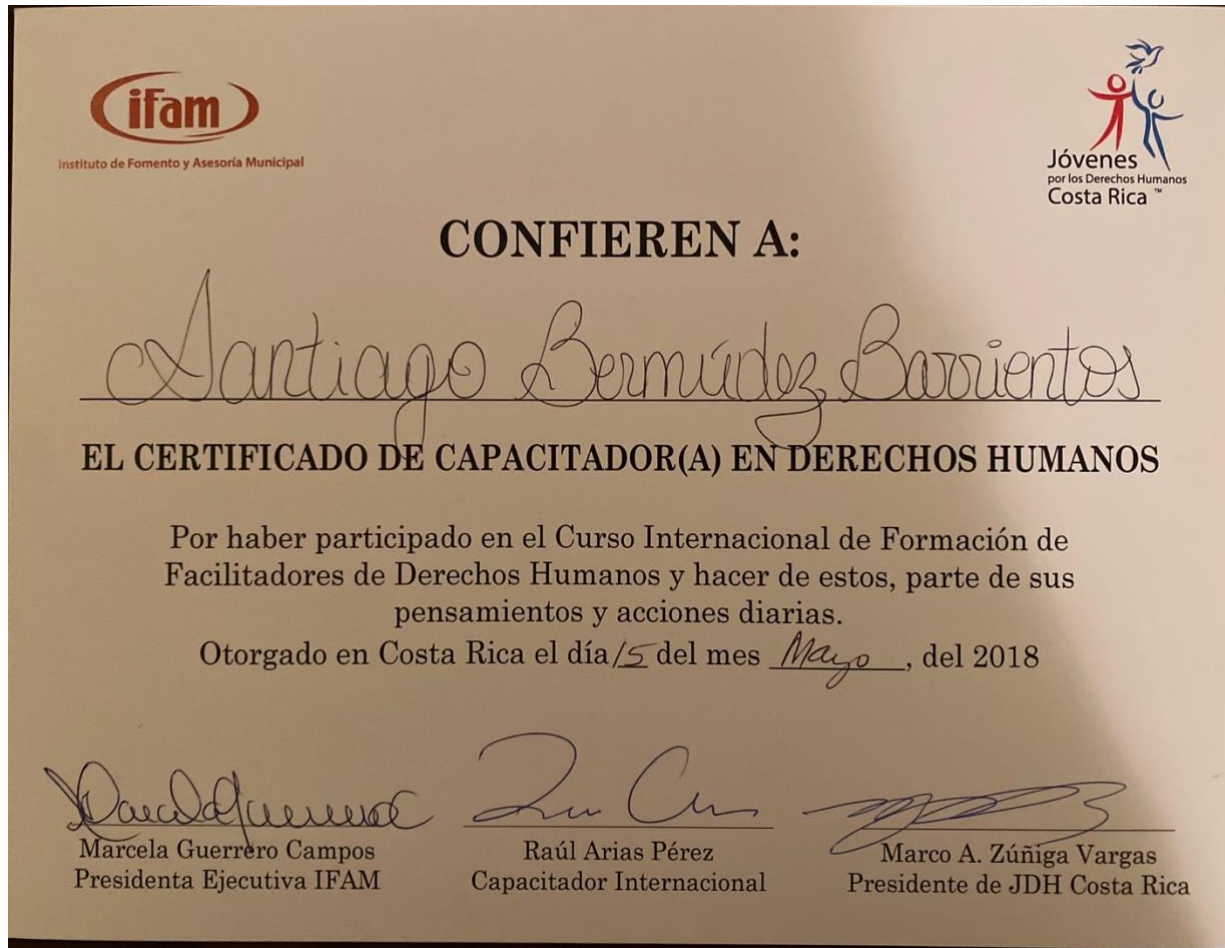 ifam
Instituto de Fomento y Asesoría Municipal
Jóvenes
por los Derechos Humanos
Costa Rica ™
CONFIEREN A:
Santiago Bermúdez Barrientos
EL CERTIFICADO DE CAPACITADOR(A) EN DERECHOS HUMANOS
Por haber participado en el Curso Internacional de Formación de
Facilitadores de Derechos Humanos y hacer de estos, parte de sus
pensamientos y acciones diarias.
Otorgado en Costa Rica el día 15 del mes Mayo, del 2018
Marcela Guerrero Campos
Presidenta Ejecutiva IFAM
Raúl Arias Pérez
Capacitador Internacional
Marco A. Zúñiga Vargas
Presidente de JDH Costa Rica